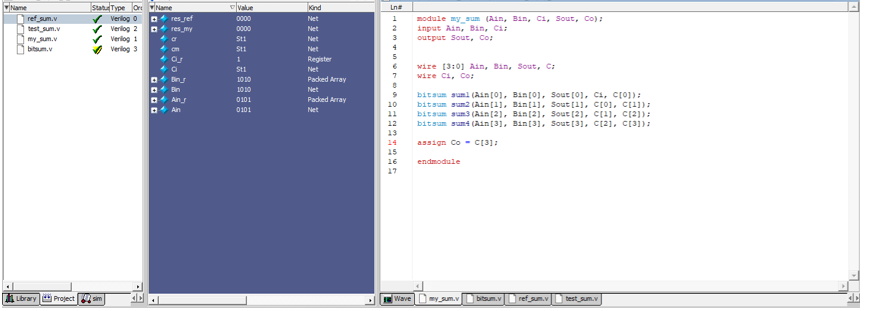 Name Status Type Orc
ref_sum.v Verilog 0
test_sum.v Verilog 2
my_sum.v Verilog 1
bitsum.v Verilog 3
Library Project sim
Name Value Kind
res_ref 0000 Net
res_my 0000 Net
cr St1 Net
cm St1 Net
Ci_r 1 Register
Ci St1 Net
Bin_r 1010 Packed Array
Bin 1010 Net
Ain_r 0101 Packed Array
Ain 0101 Net
Ln#
1 module my_sum (Ain, Bin, Ci, Sout, Co);
2 input Ain, Bin, Ci;
3 output Sout, Co;
4
5
6 wire [3:0] Ain, Bin, Sout, C;
7 wire Ci, Co;
8
9 bitsum sum1(Ain[0], Bin[0], Sout[0], Ci, C[0]);
10 bitsum sum2(Ain[1], Bin[1], Sout[1], C[0], C[1]);
11 bitsum sum3(Ain[2], Bin[2], Sout[2], C[1], C[2]);
12 bitsum sum4(Ain[3], Bin[3], Sout[3], C[2], C[3]);
13
14 assign Co = C[3];
15
16 endmodule
17
Wave my_sum.v bitsum.v ref_sum.v test_sum.v